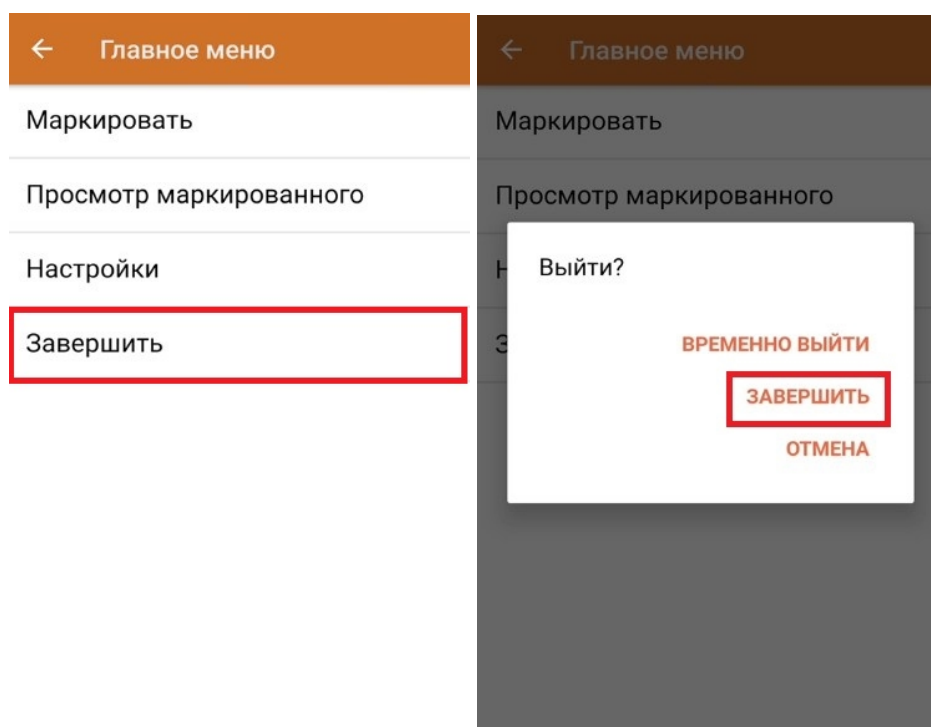 ← Главное меню
Маркировать
Просмотр маркированного
Настройки
Завершить
← Главное меню
Маркировать
Просмотр маркированного
Н
Выйти?
З
ВРЕМЕННО ВЫЙТИ
ЗАВЕРШИТЬ
ОТМЕНА